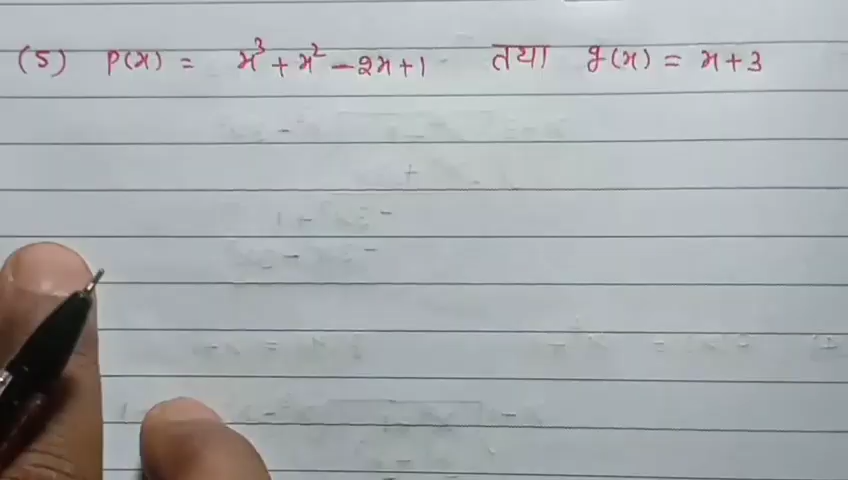 (5) P(x) = x³ + x² - 2x + 1 तथा g(x) = x + 3